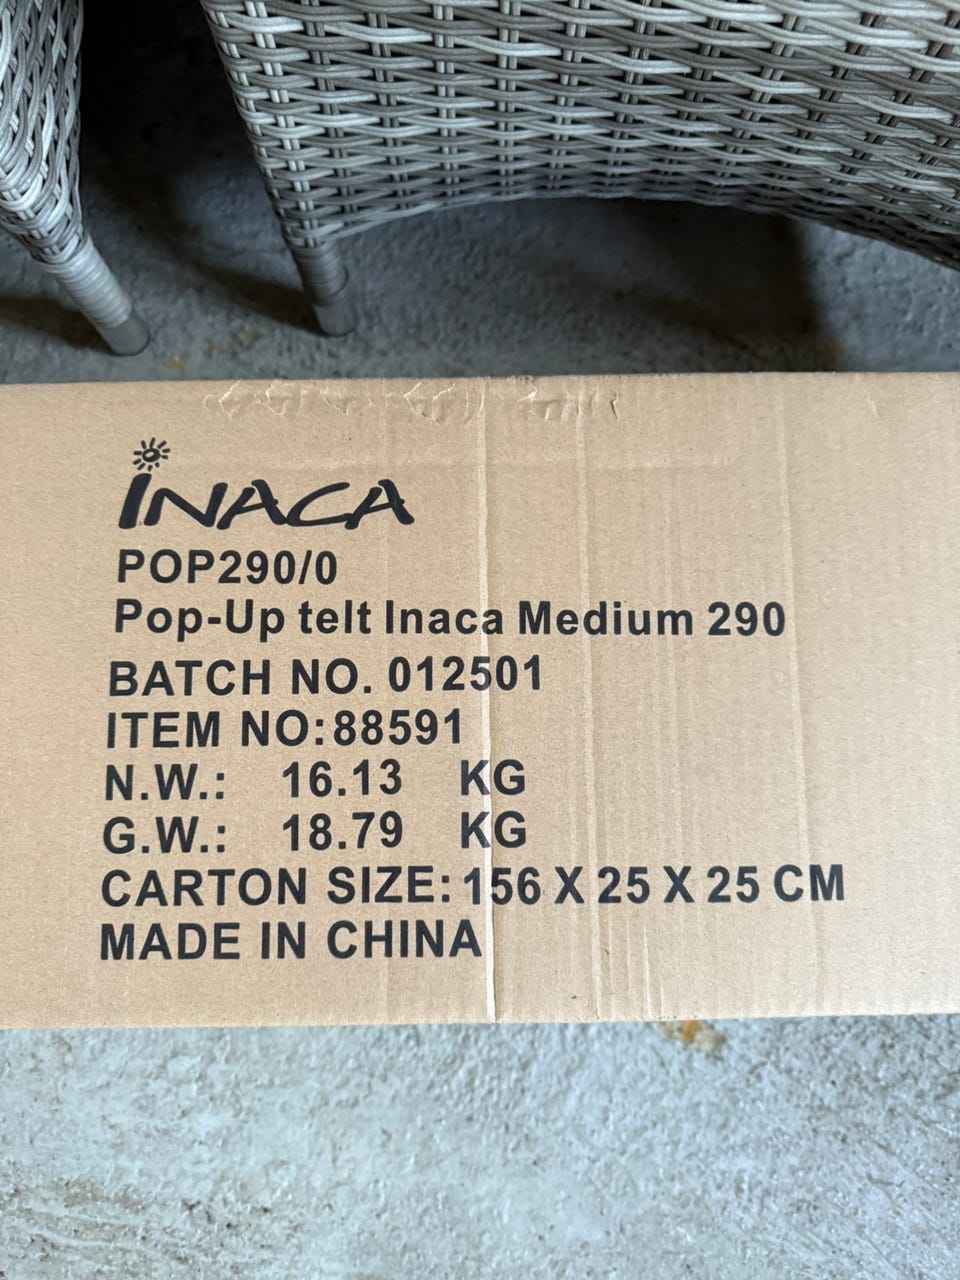 INACA
POP290/0
Pop-Up telt Inaca Medium 290
BATCH NO. 012501
ITEM NO:88591
N.W.: 16.13 KG
G.W.: 18.79 KG
CARTON SIZE: 156 X 25 X 25 CM
MADE IN CHINA